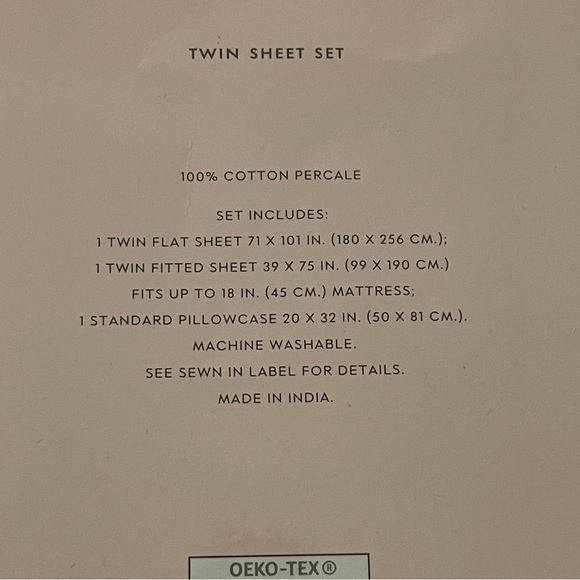 TWIN SHEET SET
100% COTTON PERCALE
SET INCLUDES:
1 TWIN FLAT SHEET 71 X 101 IN. (180 X 256 CM.);
1 TWIN FITTED SHEET 39 X 75 IN. (99 X 190 CM.)
FITS UP TO 18 IN. (45 CM.) MATTRESS;
1 STANDARD PILLOWCASE 20 X 32 IN. (50 X 81 CM.).
MACHINE WASHABLE.
SEE SEWN IN LABEL FOR DETAILS.
MADE IN INDIA.
OEKO-TEX®